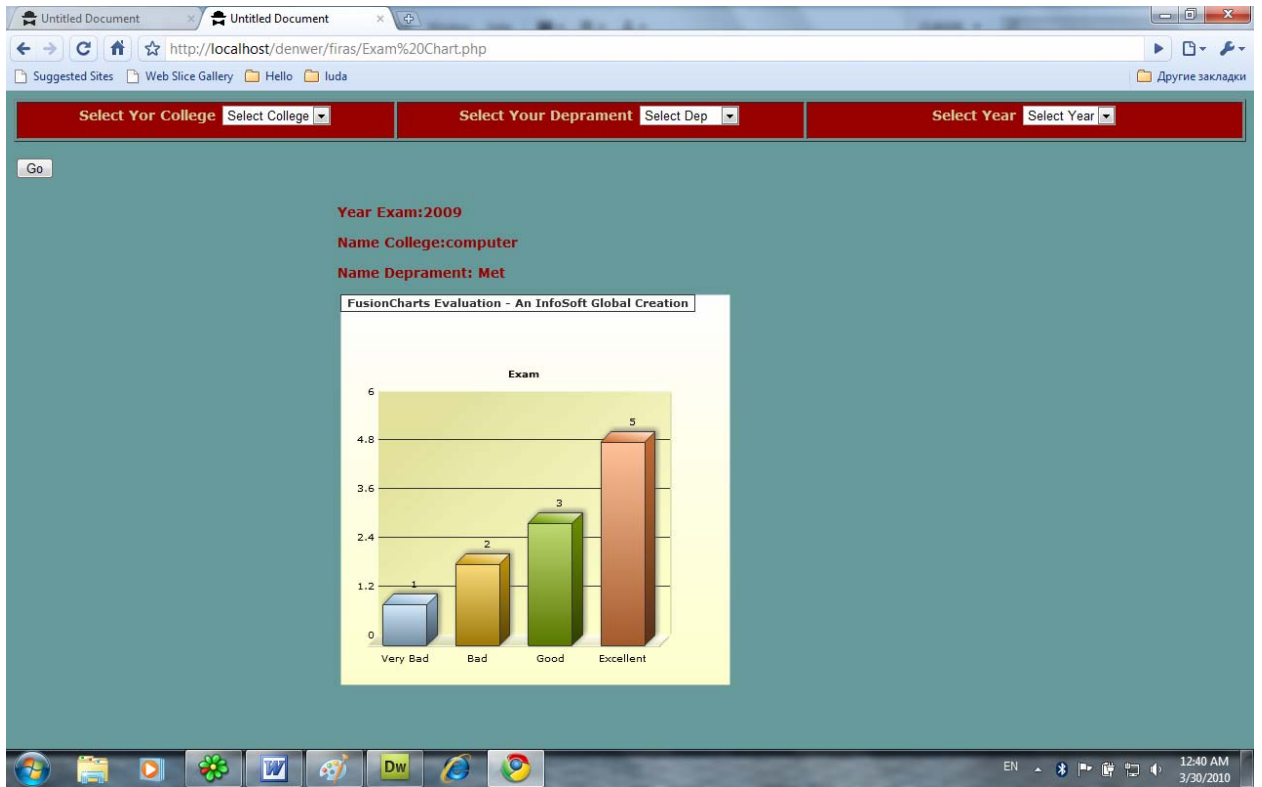 Untitled Document
Untitled Document
http://localhost/denwer/firas/Exam%20Chart.php
Suggested Sites Web Slice Gallery Hello luda Другие закладки
Select Yor College Select College Select Your Deprament Select Dep Select Year Select Year
Go
Year Exam:2009
Name College:computer
Name Deprament: Met
FusionCharts Evaluation - An InfoSoft Global Creation
Exam
6
5
4.8
3.6
3
2.4
2
1.2
1
0
Very Bad Bad Good Excellent
Dw
EN 12:40 AM
3/30/2010